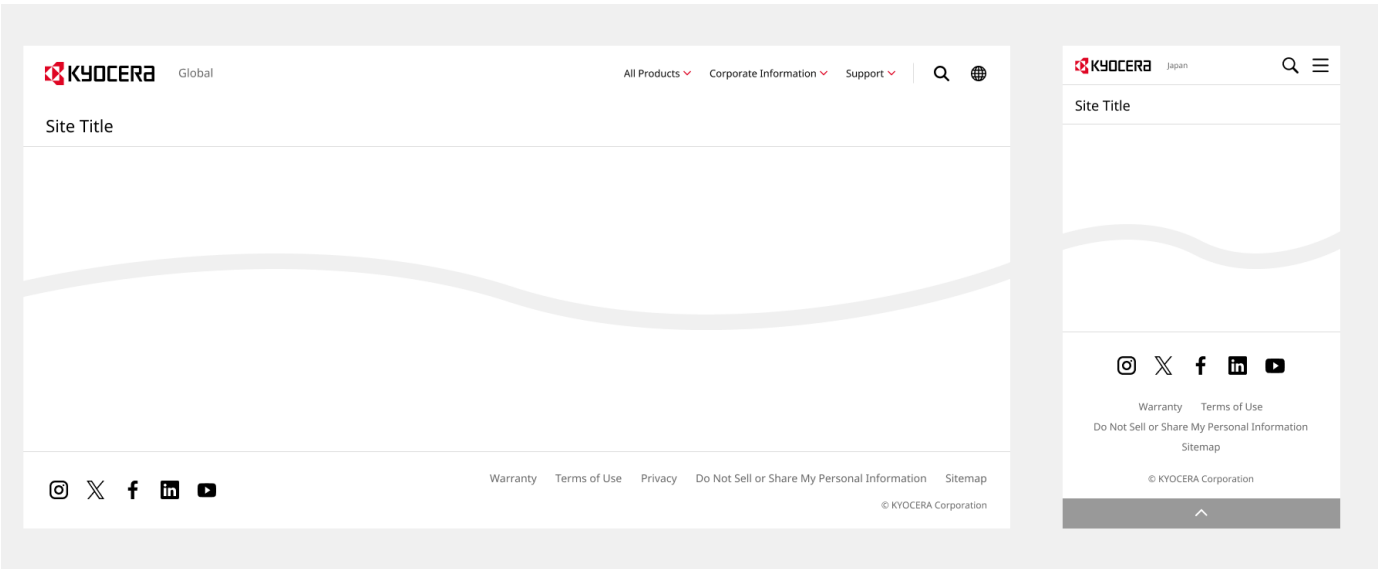 KYOCERA Global All Products Corporate Information Support
Site Title
Warranty Terms of Use Privacy Do Not Sell or Share My Personal Information Sitemap
© KYOCERA Corporation
KYOCERA Japan
Site Title
Warranty Terms of Use
Do Not Sell or Share My Personal Information
Sitemap
© KYOCERA Corporation